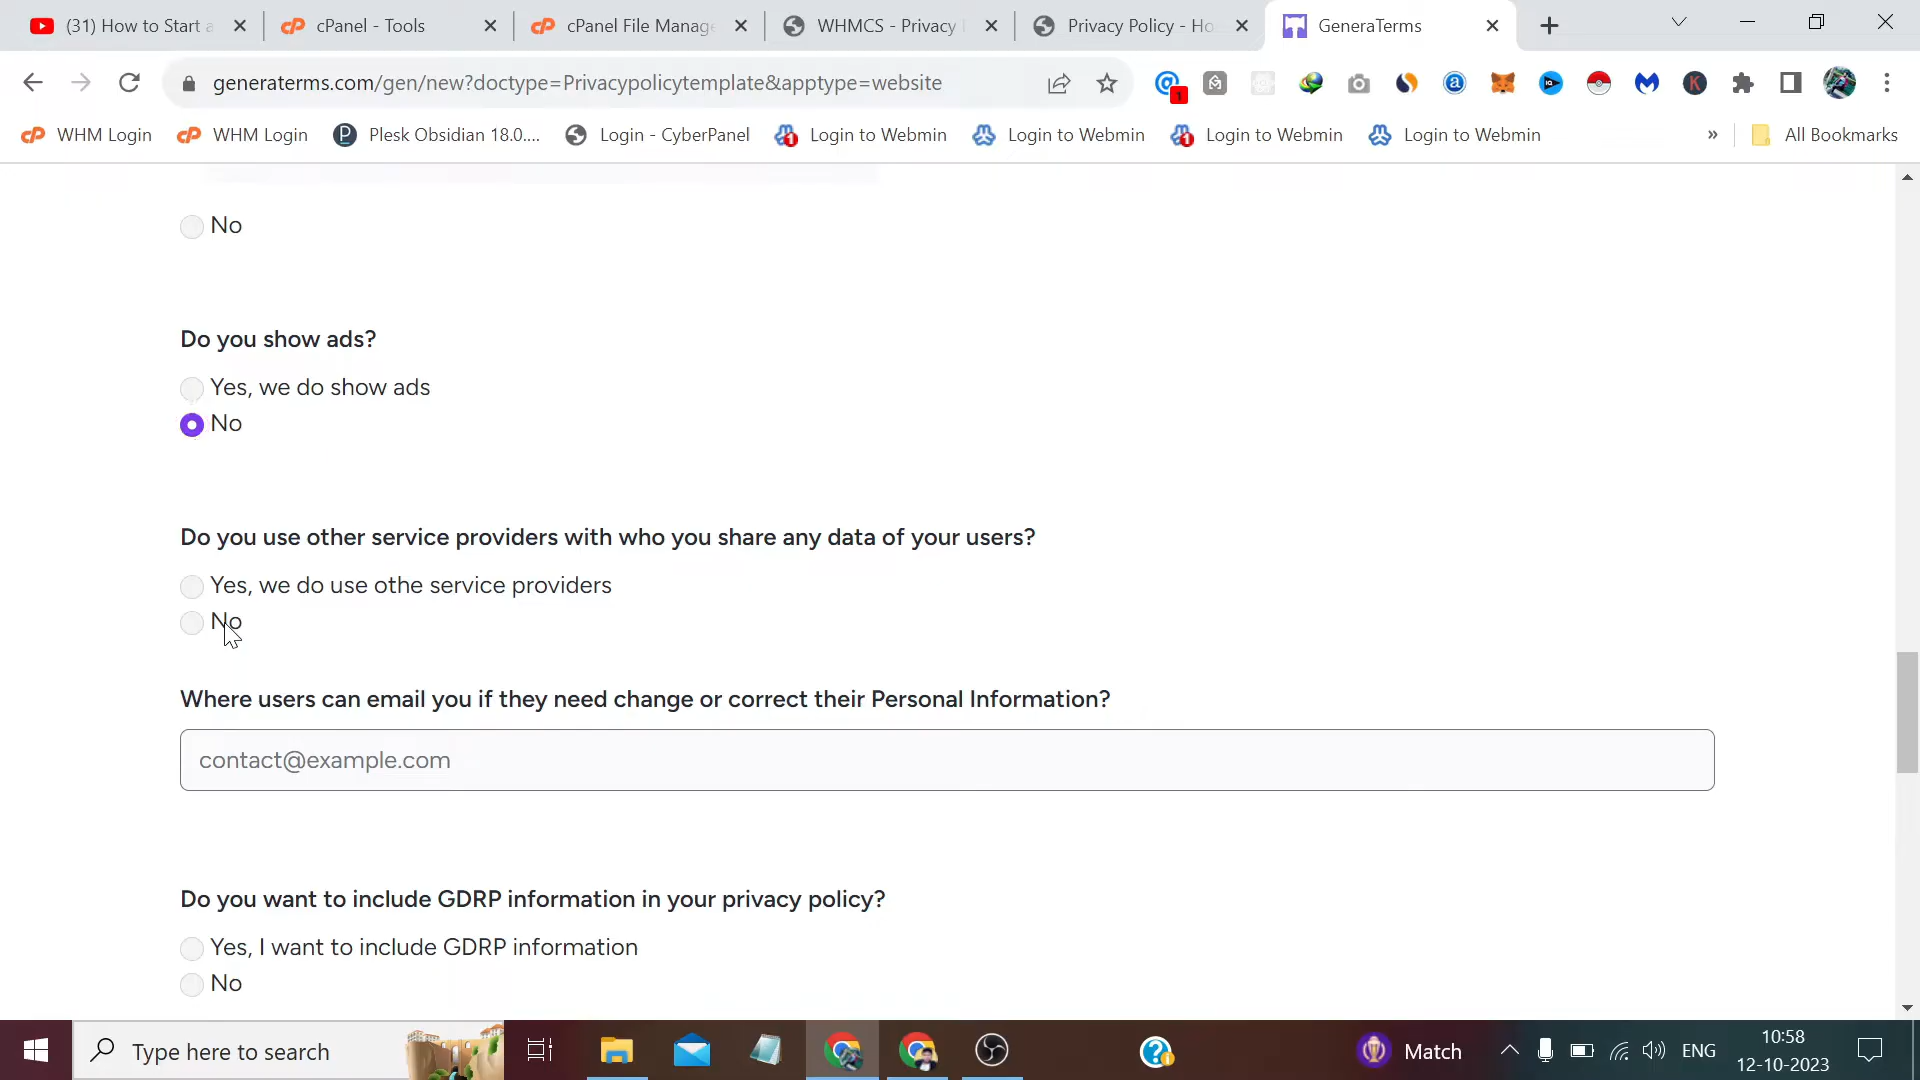 (31) How to Start a
cPanel - Tools
cPanel File Manage
WHMCS - Privacy
Privacy Policy - Ho
GeneraTerms
generaterms.com/gen/new?doctype=Privacypolicytemplate&apptype=website
1
WHM Login
WHM Login
Plesk Obsidian 18.0....
Login - CyberPanel
Login to Webmin
Login to Webmin
Login to Webmin
Login to Webmin
»
All Bookmarks
No
Do you show ads?
Yes, we do show ads
No
Do you use other service providers with who you share any data of your users?
Yes, we do use othe service providers
No
Where users can email you if they need change or correct their Personal Information?
contact@example.com
Do you want to include GDRP information in your privacy policy?
Yes, I want to include GDRP information
No
Type here to search
Match
ENG
10:58
12-10-2023